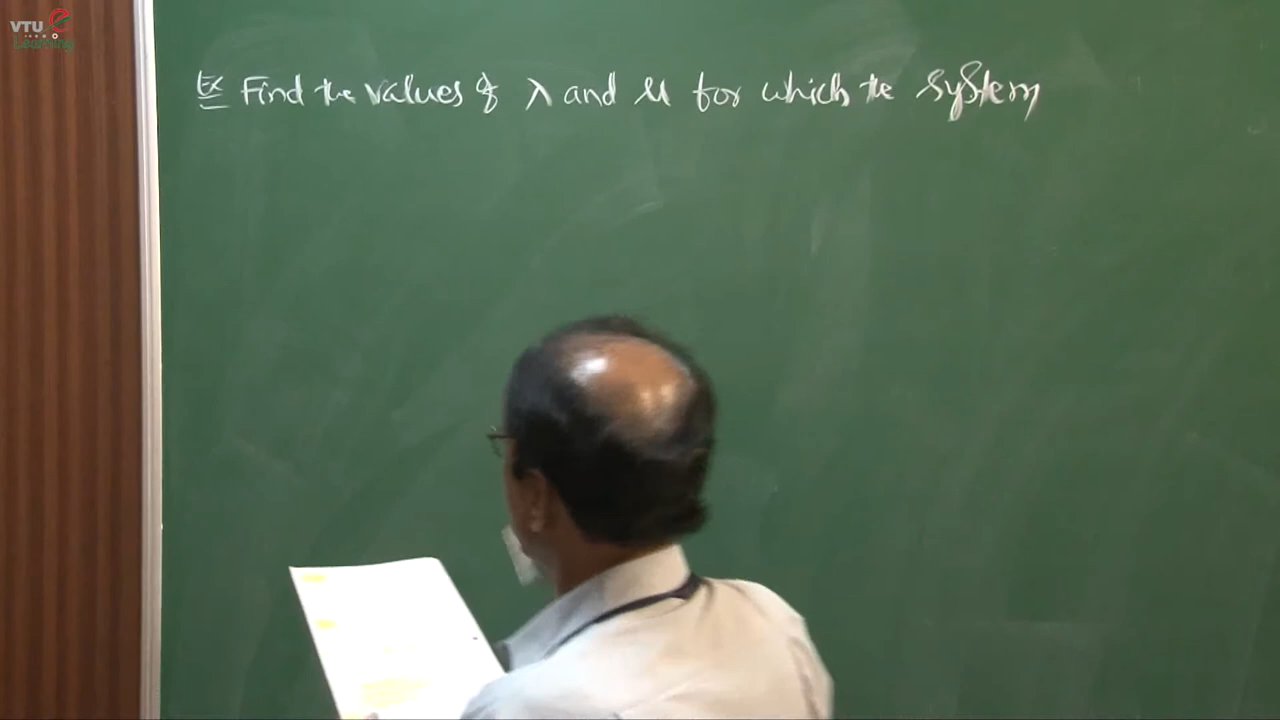 VTU e
Learning
Ex Find the values of λ and μ for which the system